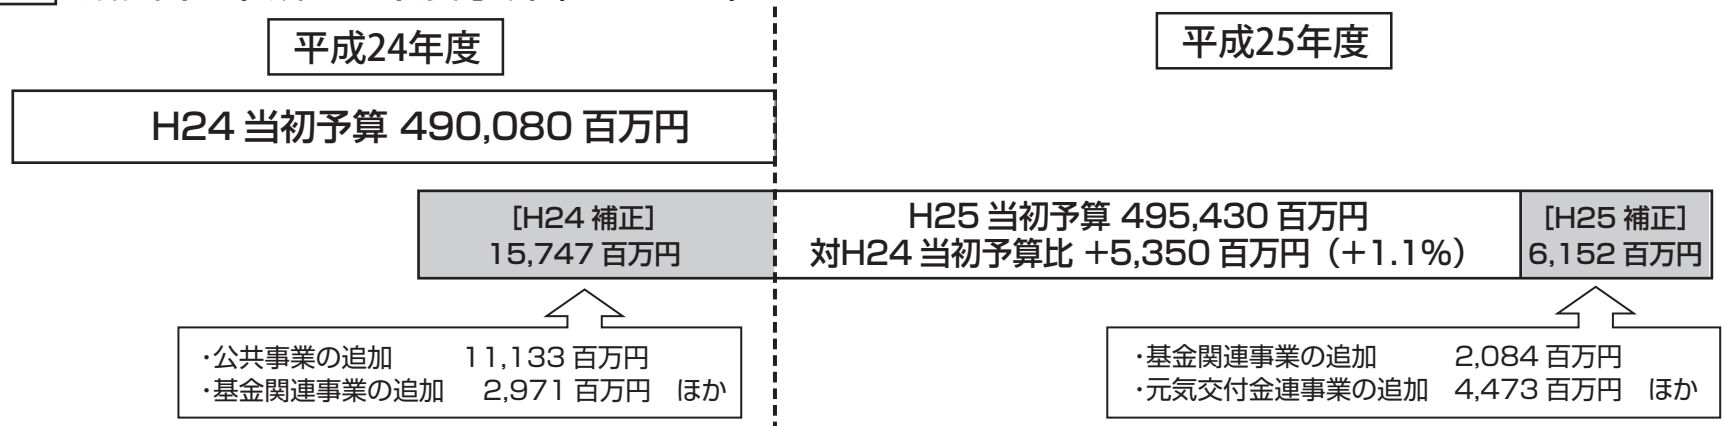 平成24年度
平成25年度
H24 当初予算 490,080 百万円
[H24 補正]
15,747 百万円
H25 当初予算 495,430 百万円
対H24 当初予算比 +5,350 百万円（+1.1%）
[H25 補正]
6,152 百万円
・公共事業の追加 11,133 百万円
・基金関連事業の追加 2,971 百万円 ほか
・基金関連事業の追加 2,084 百万円
・元気交付金連事業の追加 4,473 百万円 ほか